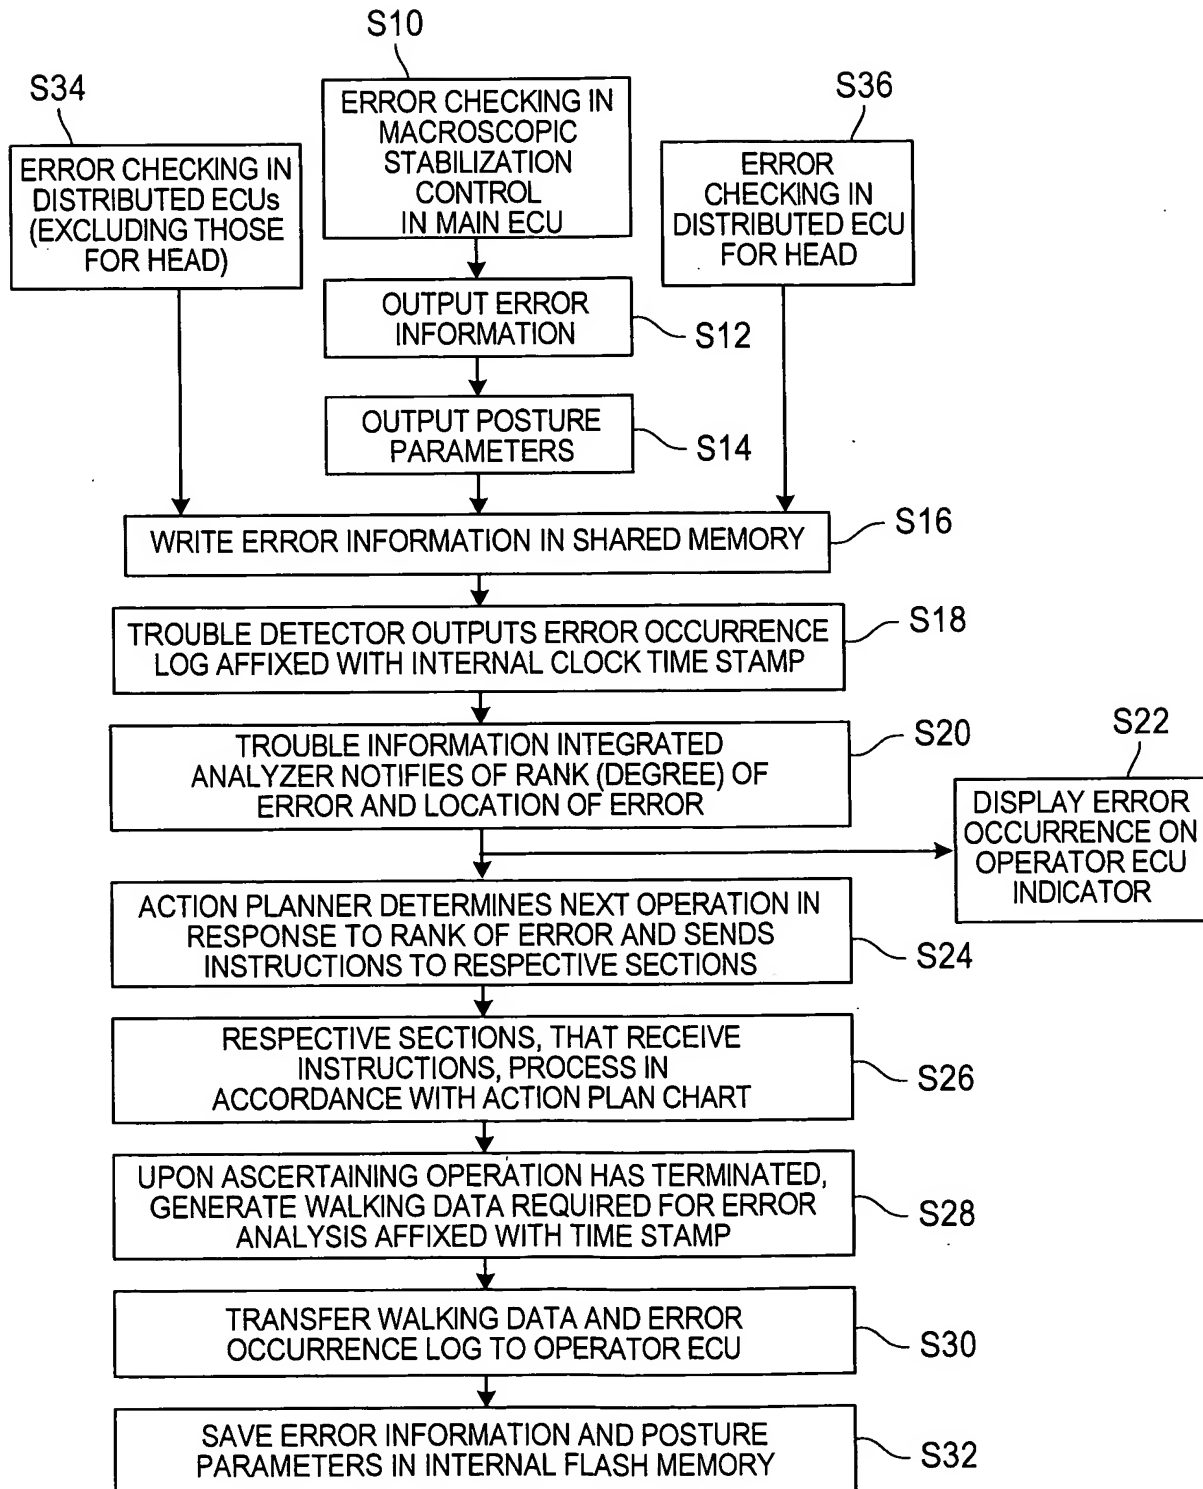 S10
S34
S36
ERROR CHECKING IN
MACROSCOPIC
STABILIZATION
CONTROL
IN MAIN ECU
ERROR CHECKING IN
DISTRIBUTED ECUs
(EXCLUDING THOSE
FOR HEAD)
ERROR
CHECKING IN
DISTRIBUTED ECU
FOR HEAD
OUTPUT ERROR
INFORMATION
S12
OUTPUT POSTURE
PARAMETERS
S14
WRITE ERROR INFORMATION IN SHARED MEMORY
S16
TROUBLE DETECTOR OUTPUTS ERROR OCCURRENCE
LOG AFFIXED WITH INTERNAL CLOCK TIME STAMP
S18
TROUBLE INFORMATION INTEGRATED
ANALYZER NOTIFIES OF RANK (DEGREE) OF
ERROR AND LOCATION OF ERROR
S20
S22
DISPLAY ERROR
OCCURRENCE ON
OPERATOR ECU
INDICATOR
ACTION PLANNER DETERMINES NEXT OPERATION IN
RESPONSE TO RANK OF ERROR AND SENDS
INSTRUCTIONS TO RESPECTIVE SECTIONS
S24
RESPECTIVE SECTIONS, THAT RECEIVE
INSTRUCTIONS, PROCESS IN
ACCORDANCE WITH ACTION PLAN CHART
S26
UPON ASCERTAINING OPERATION HAS TERMINATED,
GENERATE WALKING DATA REQUIRED FOR ERROR
ANALYSIS AFFIXED WITH TIME STAMP
S28
TRANSFER WALKING DATA AND ERROR
OCCURRENCE LOG TO OPERATOR ECU
S30
SAVE ERROR INFORMATION AND POSTURE
PARAMETERS IN INTERNAL FLASH MEMORY
S32